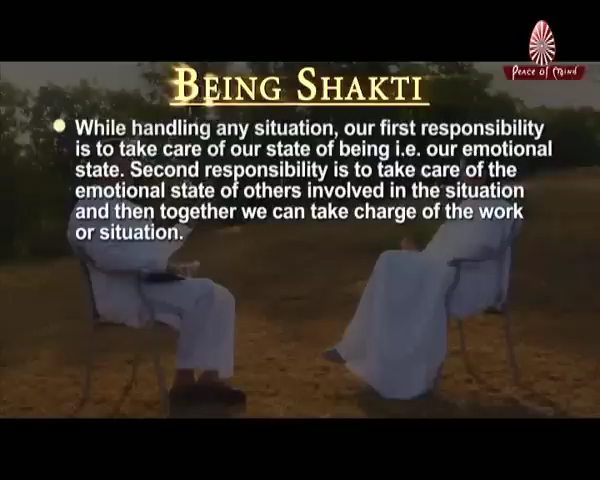 Peace of Mind
BEING SHAKTI
While handling any situation, our first responsibility
is to take care of our state of being i.e. our emotional
state. Second responsibility is to take care of the
emotional state of others involved in the situation
and then together we can take charge of the work
or situation.